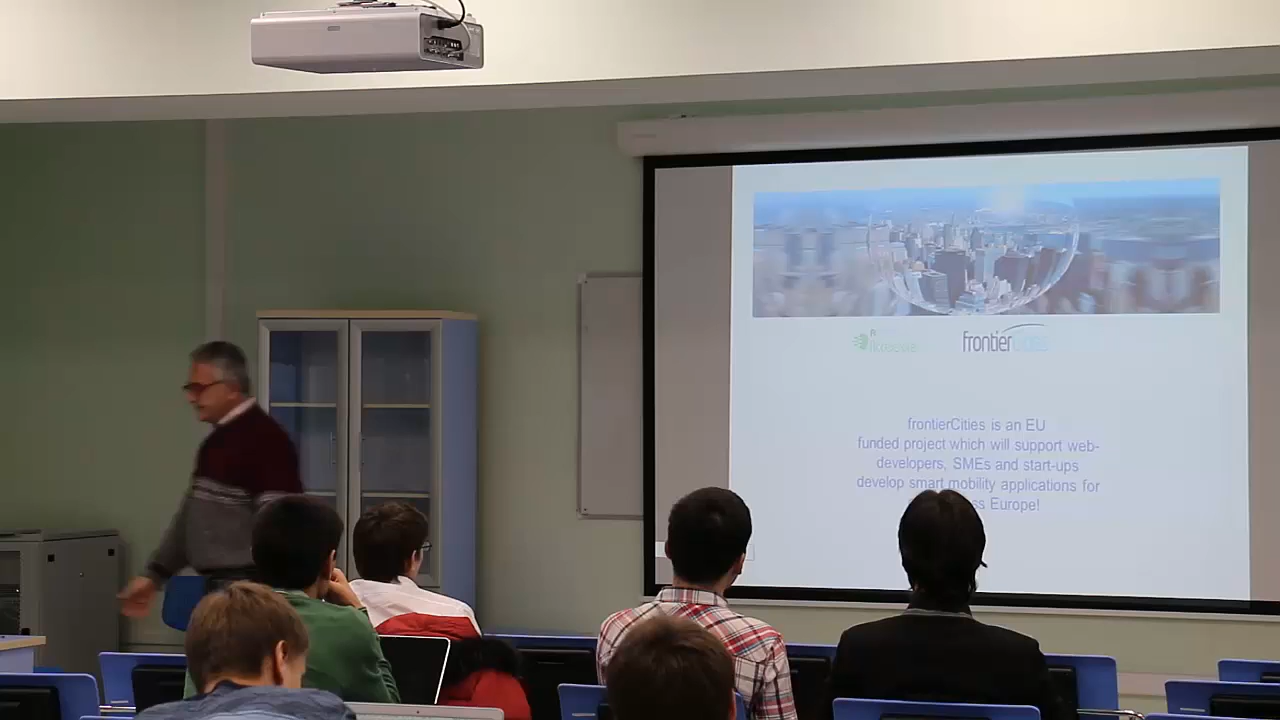 frontierCities
frontierCities is an EU
funded project which will support web-
developers, SMEs and start-ups
develop smart mobility applications for
Europe!